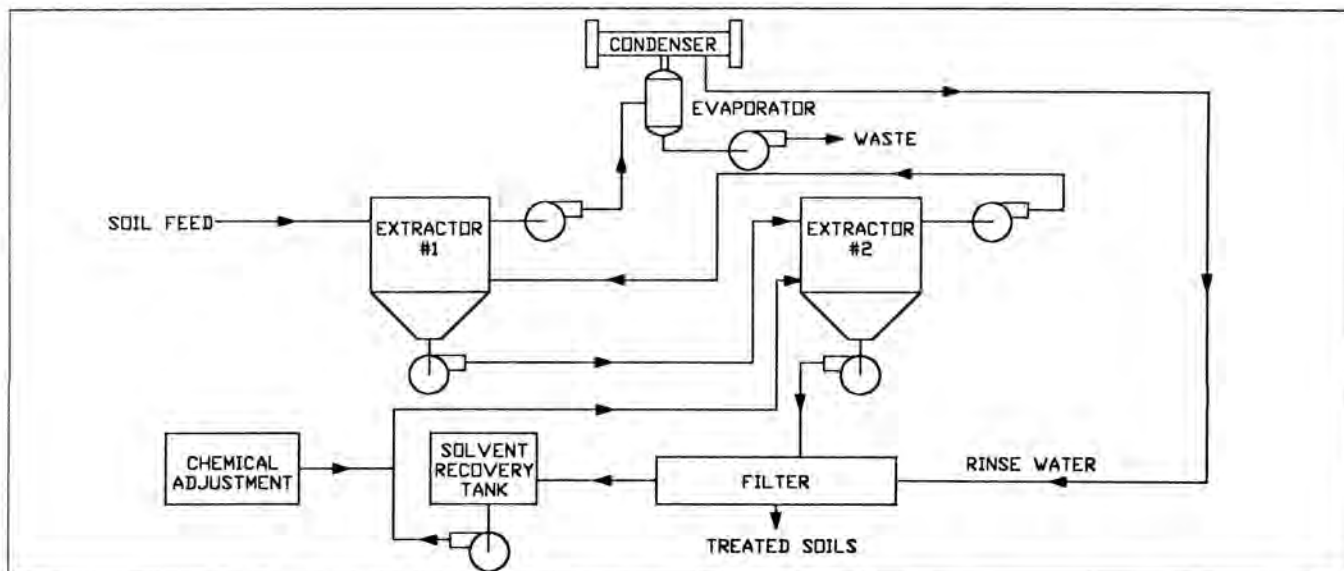 CONDENSER
EVAPORATOR
WASTE
SOIL FEED
EXTRACTOR
#1
EXTRACTOR
#2
CHEMICAL
ADJUSTMENT
SOLVENT
RECOVERY
TANK
FILTER
RINSE WATER
TREATED SOILS